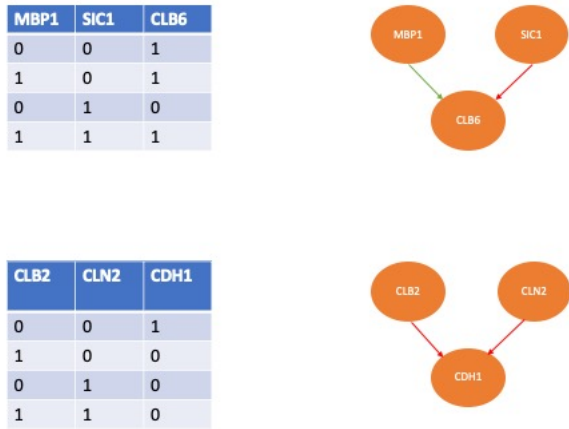 MBP1 SIC1 CLB6
0 0 1
1 0 1
0 1 0
1 1 1
MBP1 SIC1
CLB6
CLB2 CLN2 CDH1
0 0 1
1 0 0
0 1 0
1 1 0
CLB2 CLN2
CDH1